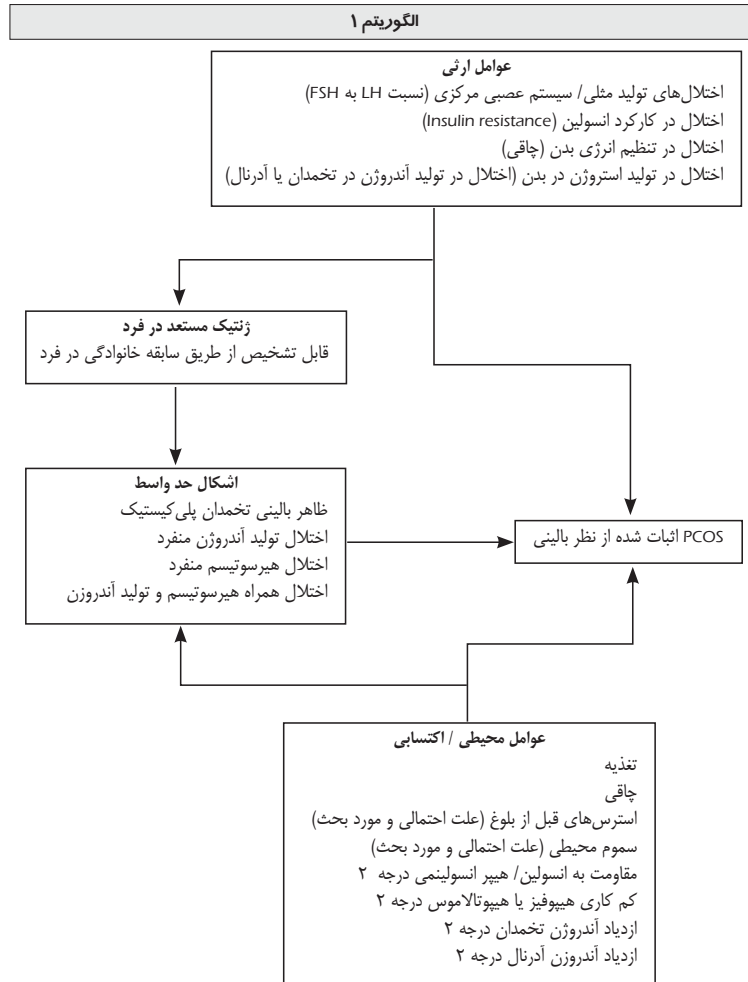 الگوریتم ۱
عوامل ارثی
اختلال‌های تولید مثلی/ سیستم عصبی مرکزی (نسبت LH به FSH)
اختلال در کارکرد انسولین (Insulin resistance)
اختلال در تنظیم انرژی بدن (چاقی)
اختلال در تولید استروژن در بدن (اختلال در تولید آندروژن در تخمدان یا آدرنال)
ژنتیک مستعد در فرد
قابل تشخیص از طریق سابقه خانوادگی در فرد
اشکال حد واسط
ظاهر بالینی تخمدان پلی‌کیستیک
اختلال تولید آندروژن منفرد
اختلال هیرسوتیسم منفرد
اختلال همراه هیرسوتیسم و تولید آندروزن
PCOS اثبات شده از نظر بالینی
عوامل محیطی / اکتسابی
تغذیه
چاقی
استرس‌های قبل از بلوغ (علت احتمالی و مورد بحث)
سموم محیطی (علت احتمالی و مورد بحث)
مقاومت به انسولین/ هیپر انسولینمی درجه ۲
کم کاری هیپوفیز یا هیپوتالاموس درجه ۲
ازدیاد آندروژن تخمدان درجه ۲
ازدیاد آندروزن آدرنال درجه ۲